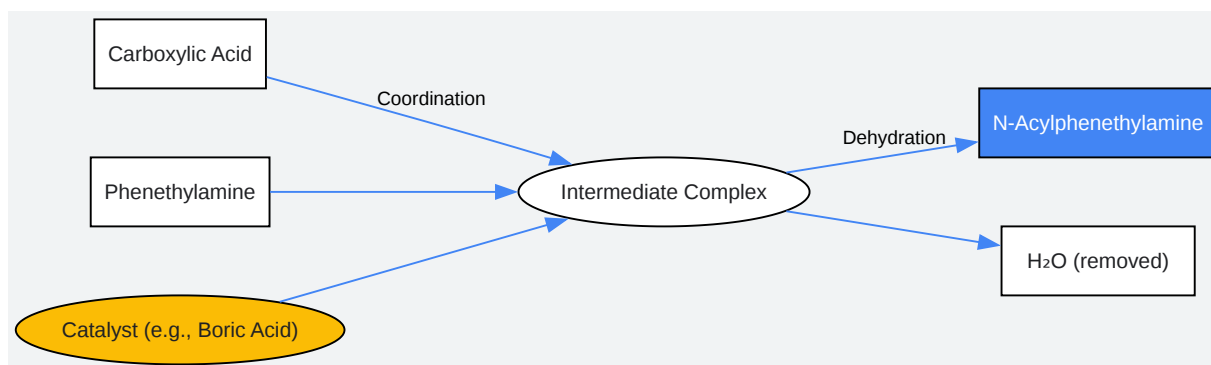 Carboxylic Acid
Coordination
Phenethylamine
Catalyst (e.g., Boric Acid)
Intermediate Complex
Dehydration
N-Acylphenethylamine
H₂O (removed)